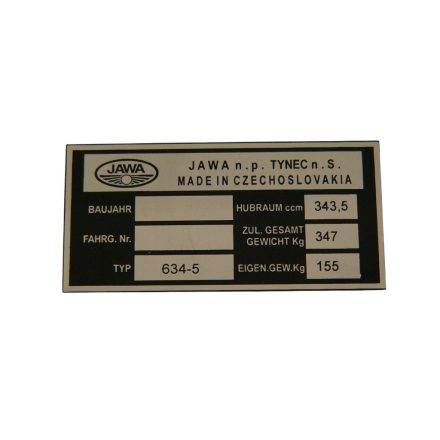 JAWA
JAWA n.p. TYNEC n.S.
MADE IN CZECHOSLOVAKIA
BAUJAHR HUBRAUM ccm 343,5
FAHRG. Nr. ZUL. GESAMT GEWICHT Kg 347
TYP 634-5 EIGEN.GEW.Kg 155